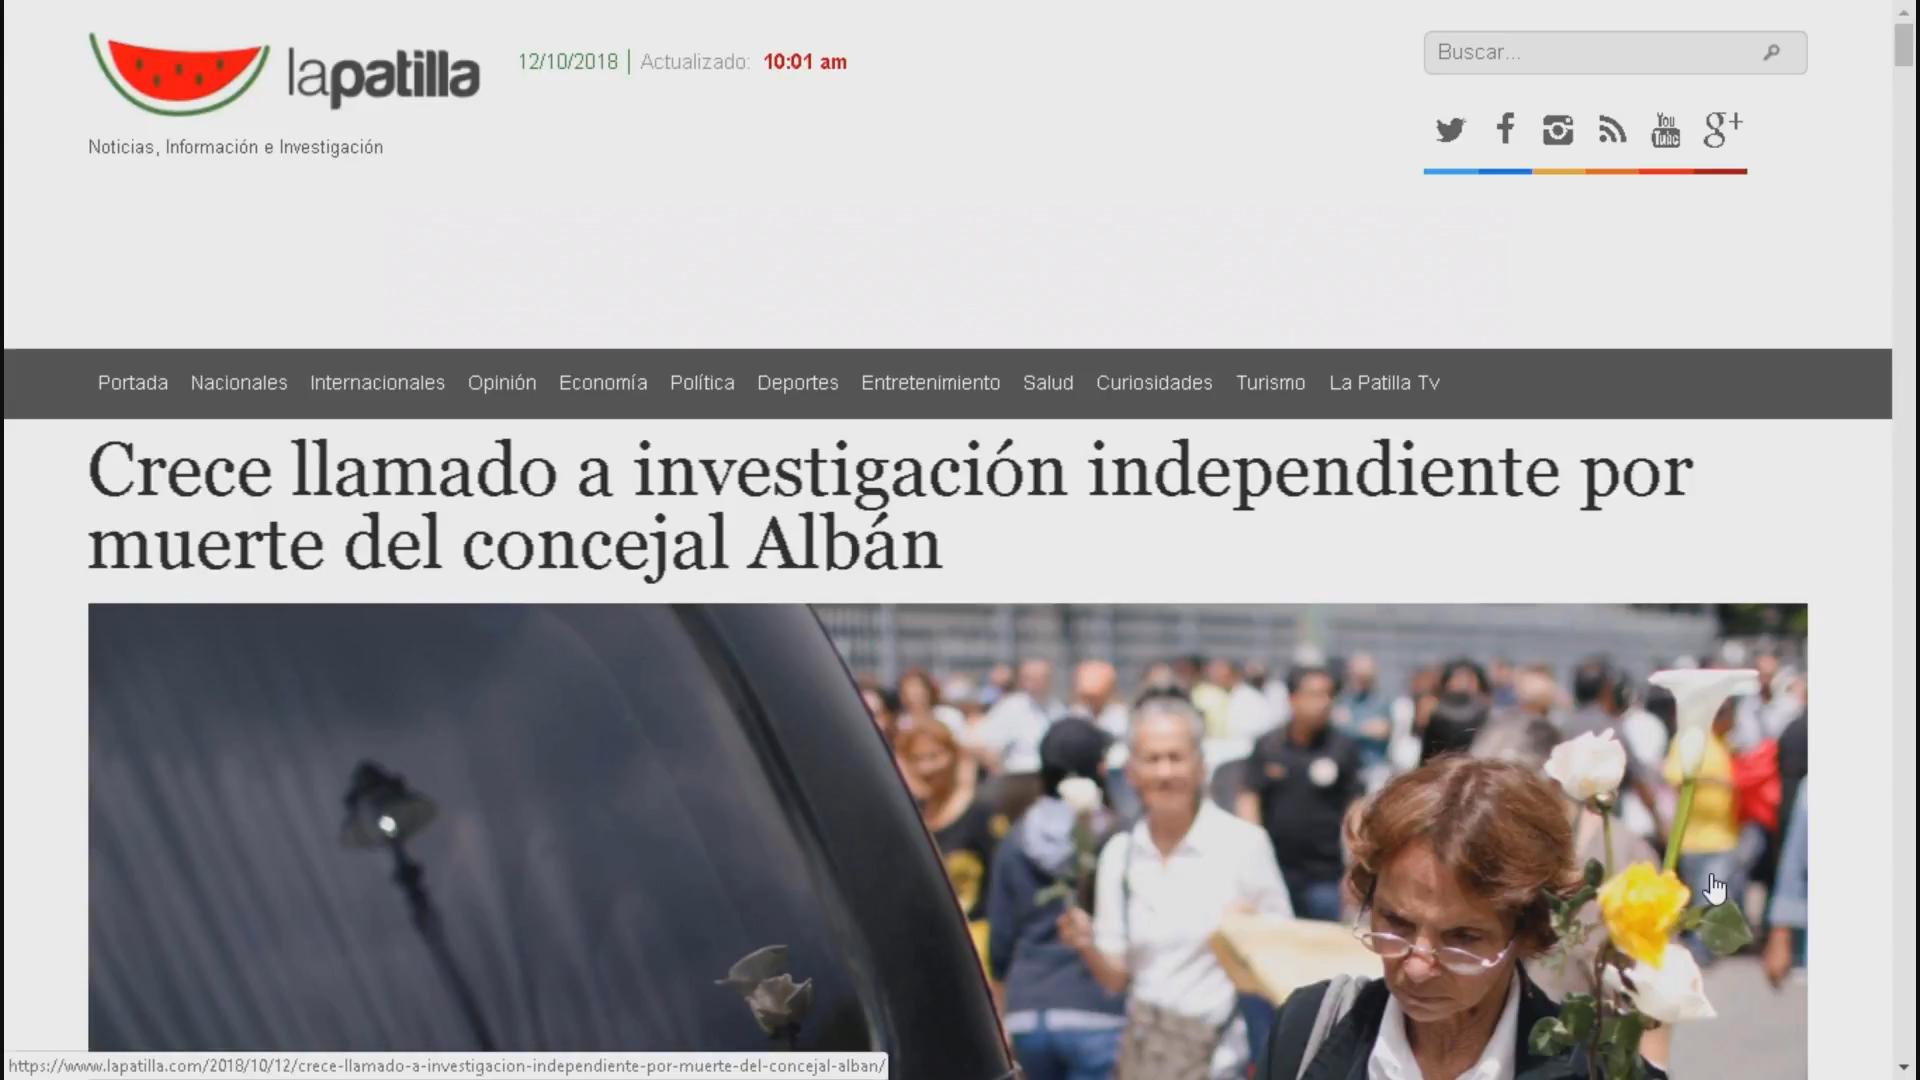 lapatilla
12/10/2018 | Actualizado: 10:01 am
Buscar...
Noticias, Información e Investigación
You
Tube
g+
Portada Nacionales Internacionales Opinión Economía Política Deportes Entretenimiento Salud Curiosidades Turismo La Patilla Tv
Crece llamado a investigación independiente por
muerte del concejal Albán
https://www.lapatilla.com/2018/10/12/crece-llamado-a-investigacion-independiente-por-muerte-del-concejal-alban/